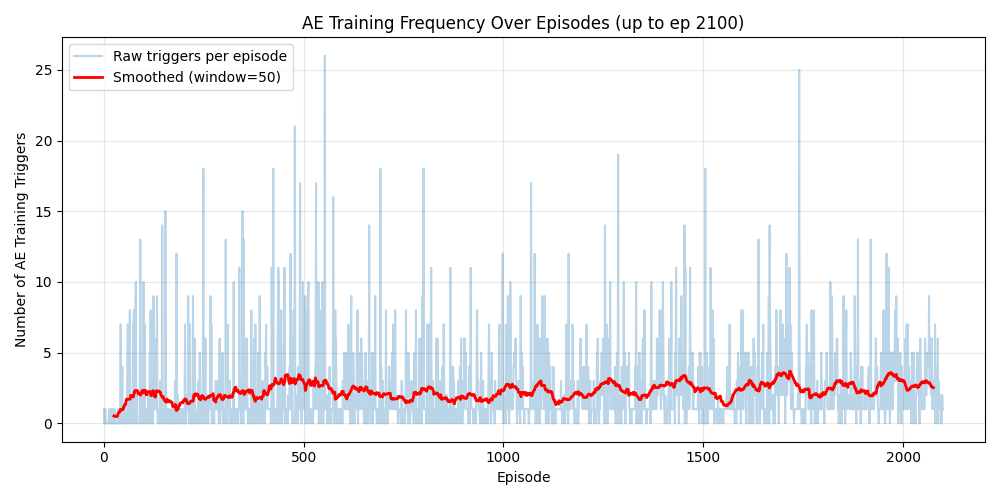 AE Training Frequency Over Episodes (up to ep 2100)
Raw triggers per episode
Smoothed (window=50)
Number of AE Training Triggers
25
20
15
10
5
0
0
500
1000
1500
2000
Episode